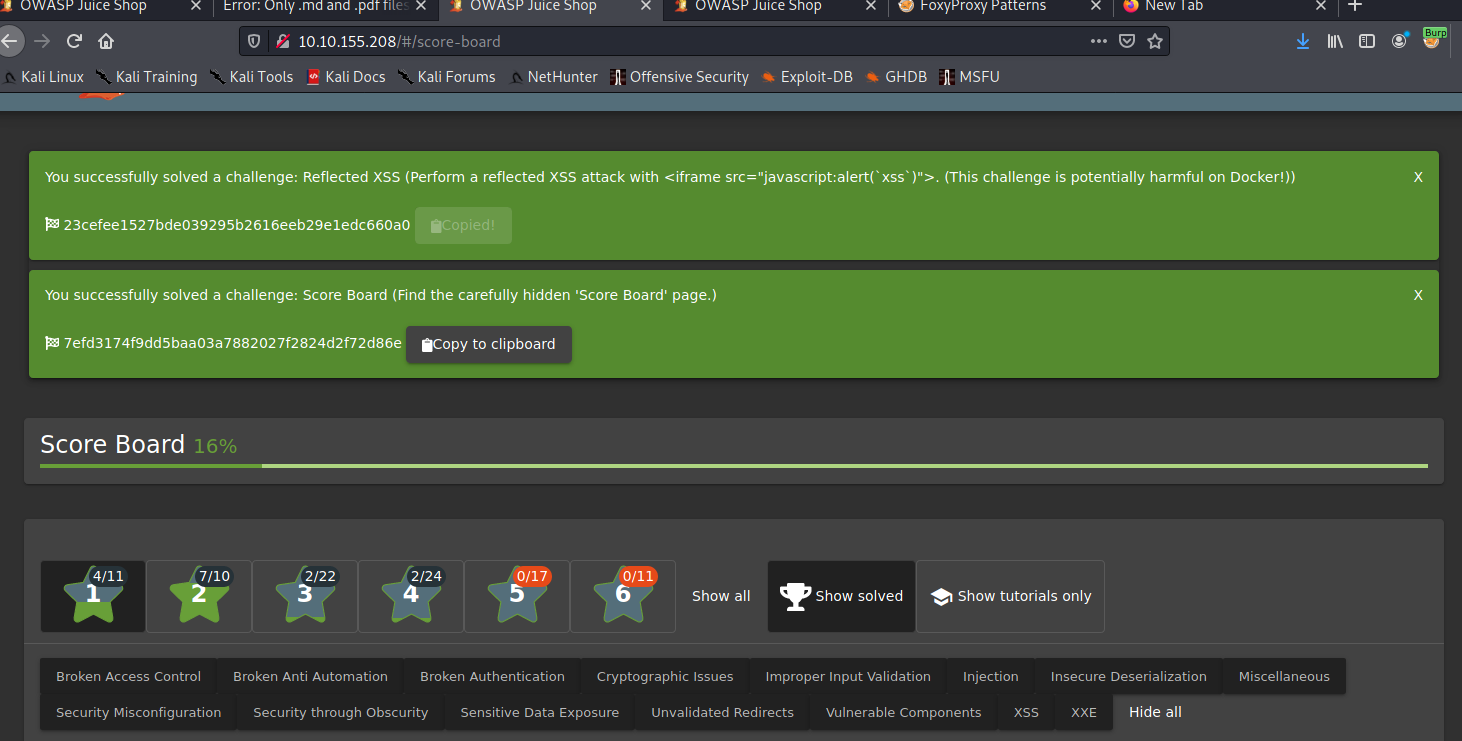 OWASP Juice Shop
Error: Only .md and .pdf files
OWASP Juice Shop
OWASP Juice Shop
FoxyProxy Patterns
New Tab
10.10.155.208/#/score-board
Burp
Kali Linux
Kali Training
Kali Tools
Kali Docs
Kali Forums
NetHunter
Offensive Security
Exploit-DB
GHDB
MSFU
You successfully solved a challenge: Reflected XSS (Perform a reflected XSS attack with <iframe src="javascript:alert(`xss`)">. (This challenge is potentially harmful on Docker!))
X
23cefee1527bde039295b2616eeb29e1edc660a0
Copied!
You successfully solved a challenge: Score Board (Find the carefully hidden 'Score Board' page.)
X
7efd3174f9dd5baa03a7882027f2824d2f72d86e
Copy to clipboard
Score Board 16%
1 4/11
2 7/10
3 2/22
4 2/24
5 0/17
6 0/11
Show all
Show solved
Show tutorials only
Broken Access Control
Broken Anti Automation
Broken Authentication
Cryptographic Issues
Improper Input Validation
Injection
Insecure Deserialization
Miscellaneous
Security Misconfiguration
Security through Obscurity
Sensitive Data Exposure
Unvalidated Redirects
Vulnerable Components
XSS
XXE
Hide all